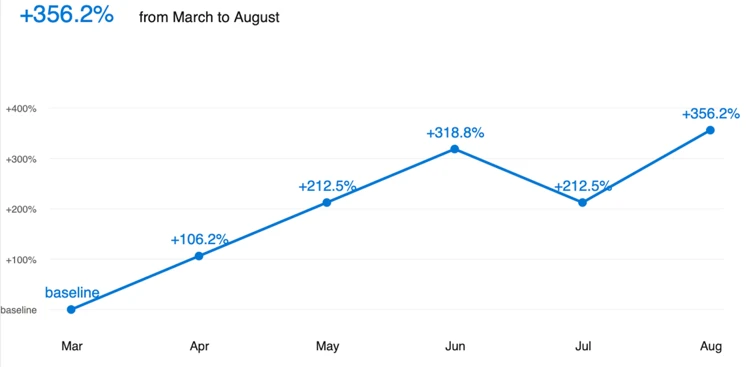 +356.2% from March to August
+400%
+356.2%
+318.8%
+300%
+212.5% +212.5%
+200%
+106.2%
+100%
baseline
baseline
Mar Apr May Jun Jul Aug